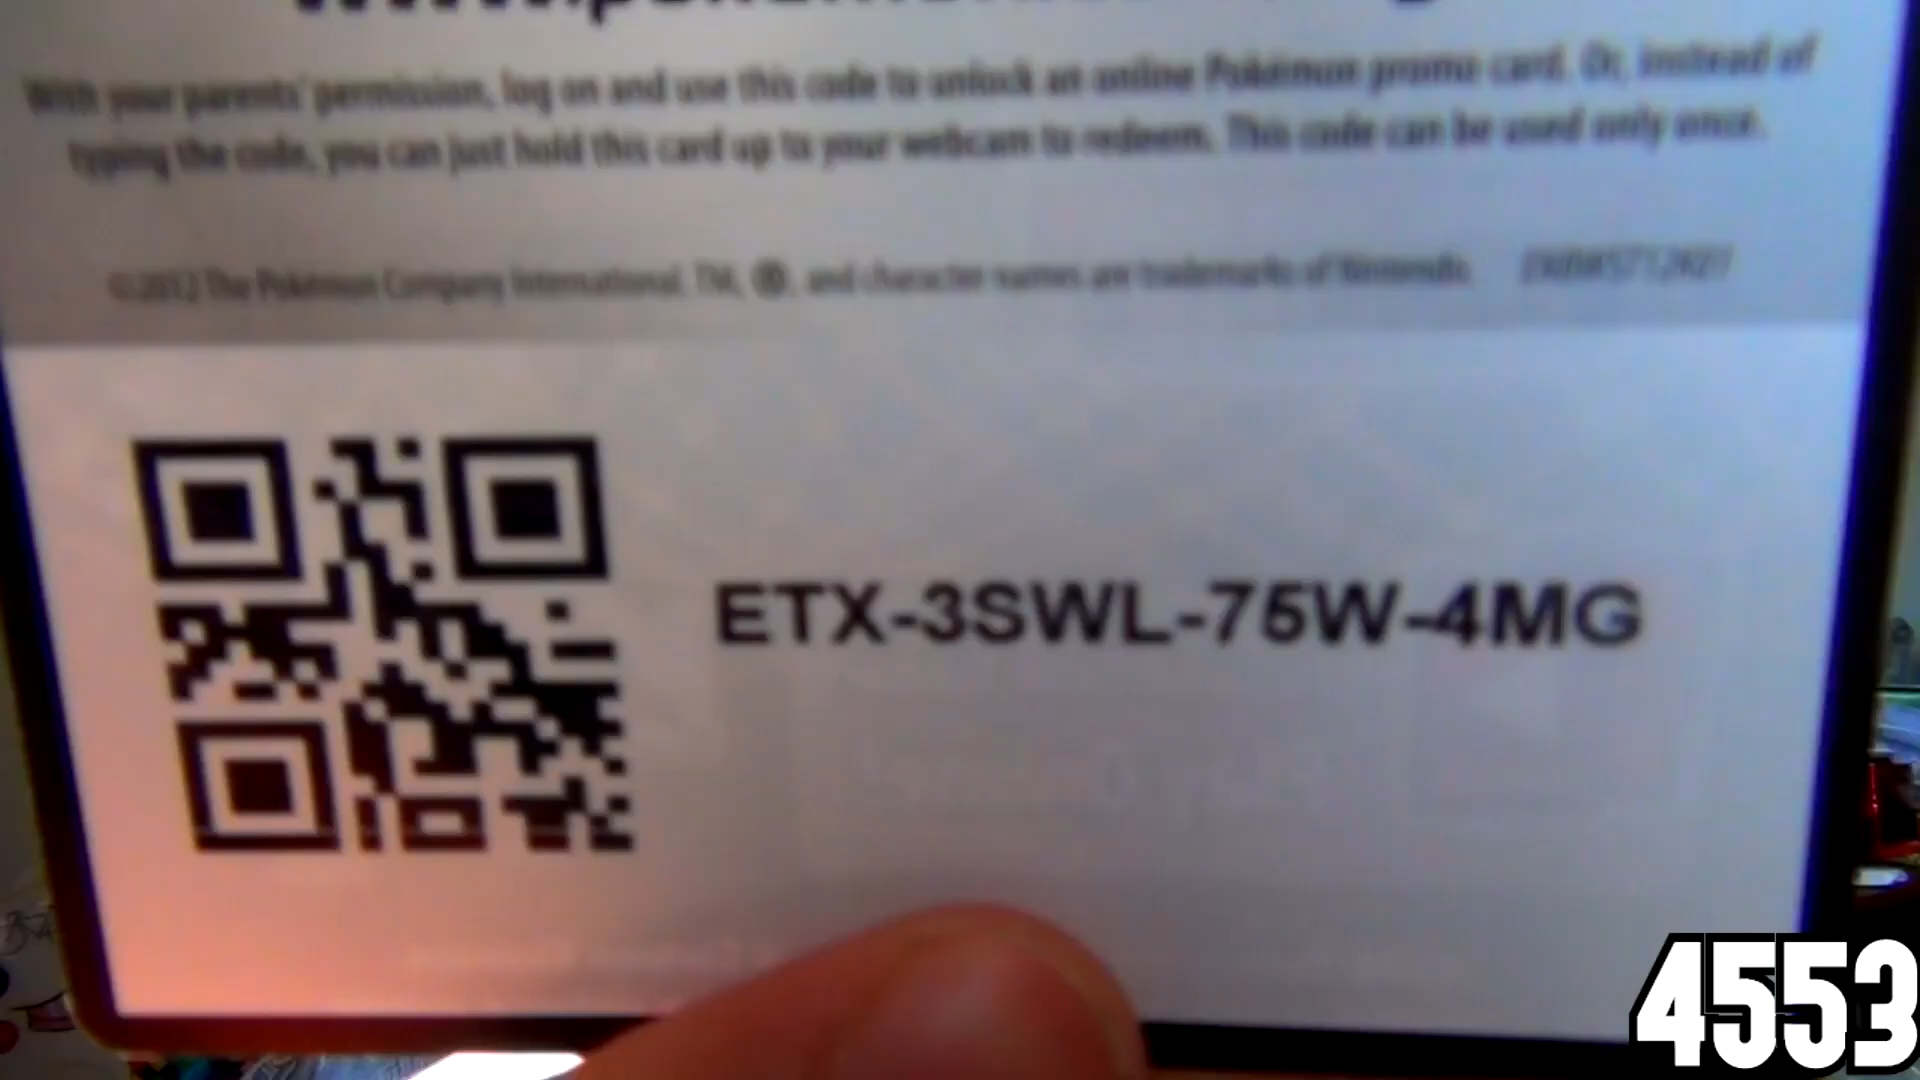 With your parents' permission, log on and use this code to unlock an online Pokémon promo card. Or, instead of
typing the code, you can just hold this card up to your webcam to redeem. This code can be used only once.
©2012 The Pokémon Company International. TM, ®, and character names are trademarks of Nintendo.
ETX-3SWL-75W-4MG
4553